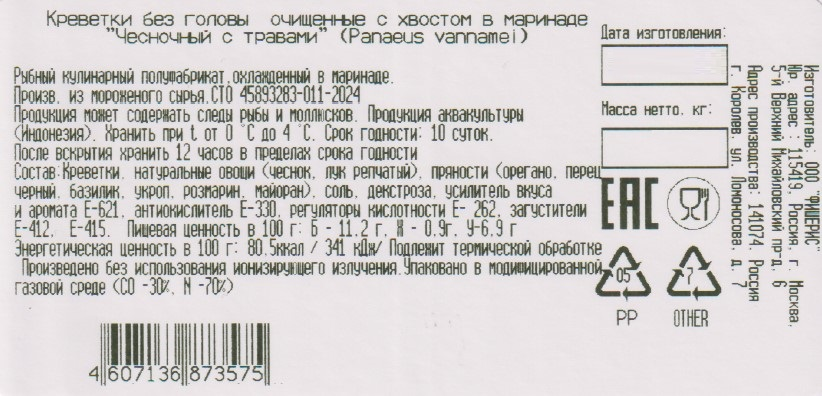 Креветки без головы очищенные с хвостом в маринаде
"Чесночный с травами" (Panaeus vannamei)
Рыбный кулинарный полуфабрикат,охлажденный в маринаде.
Произв. из мороженого сырья.СТО 45893283-011-2024
Продукция может содержать следы рыбы и моллюсков. Продукция аквакультуры
(Индонезия). Хранить при t от 0 °С до 4 °С. Срок годности: 10 суток.
После вскрытия хранить 12 часов в пределах срока годности
Состав:Креветки, натуральные овощи (чеснок, лук репчатый), пряности (орегано, перец
черный, базилик, укроп, розмарин, майоран), соль, декстроза, усилитель вкуса
и аромата Е-621, антиокислитель Е-330, регуляторы кислотности Е- 262, загустители
Е-412, Е-415. Пищевая ценность в 100 г: Б - 11,2 г, Ж - 0,9г, У-6,9 г
Энергетическая ценность в 100 г: 80,5ккал / 341 кДж/ Подлежит термической обработке
Произведено без использования ионизирующего излучения.Упаковано в модифицированной
газовой среде (СО -30%, N -70%)
4 607136 873575
Дата изготовления:
Масса нетто, кг:
ЕАС
05
PP
7
OTHER
Изготовитель: ООО "ФИШЕРИС"
Юр. адрес : 115419, Россия, г. Москва,
5-й Верхний Михайловский пр-д, 6
Адрес производства: 141074, Россия
г. Королев, ул. Ломоносова, д. 7